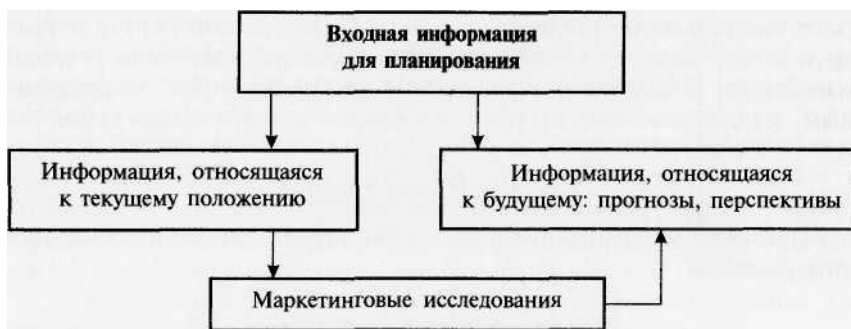 Входная информация
для планирования
Информация, относящаяся
к текущему положению
Информация, относящаяся
к будущему: прогнозы, перспективы
Маркетинговые исследования